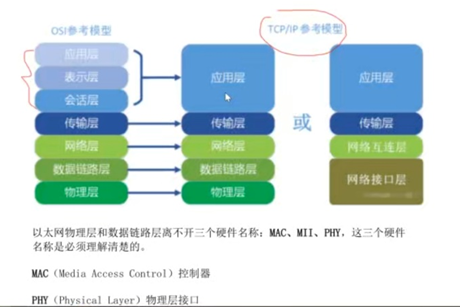 OSI参考模型
TCP/IP 参考模型
应用层
表示层
会话层
传输层
网络层
数据链路层
物理层
应用层
传输层
网络层
数据链路层
物理层
或
应用层
传输层
网络互连层
网络接口层
以太网物理层和数据链路层离不开三个硬件名称：MAC、MII、PHY，这三个硬件
名称是必须理解清楚的。
MAC（Media Access Control）控制器
PHY（Physical Layer）物理层接口